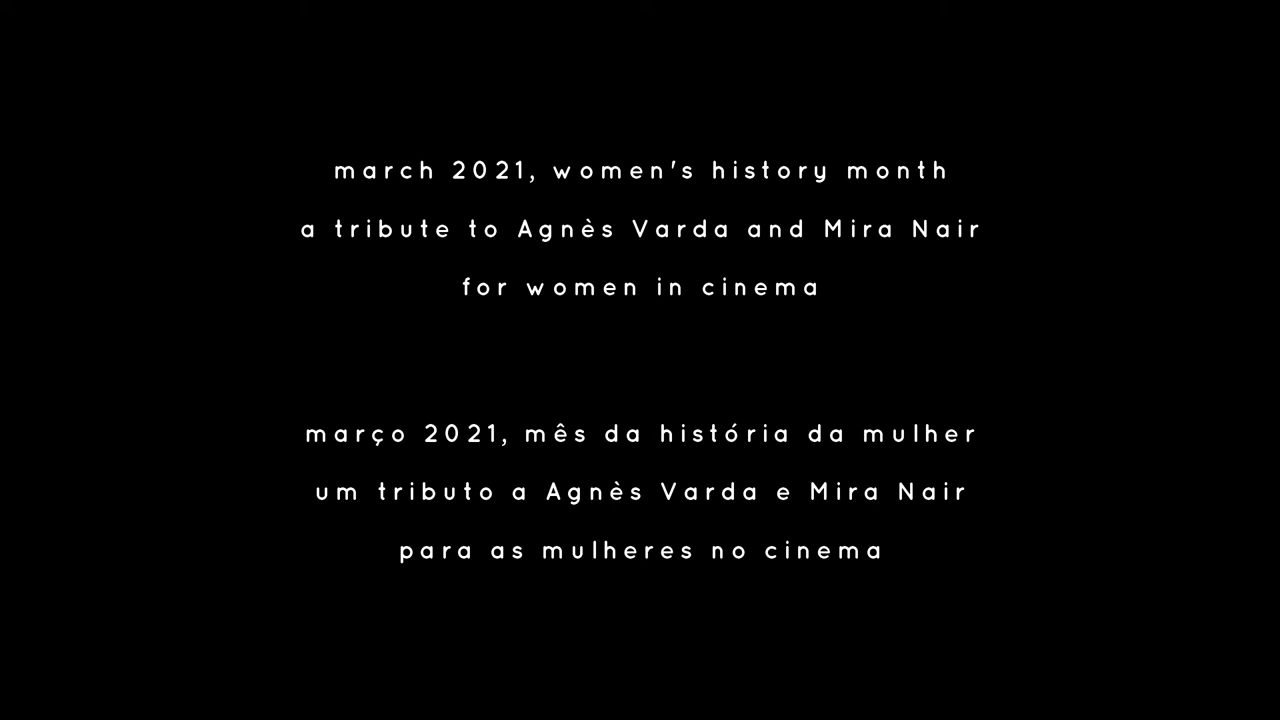 march 2021, women's history month
a tribute to Agnès Varda and Mira Nair
for women in cinema
março 2021, mês da história da mulher
um tributo a Agnès Varda e Mira Nair
para as mulheres no cinema